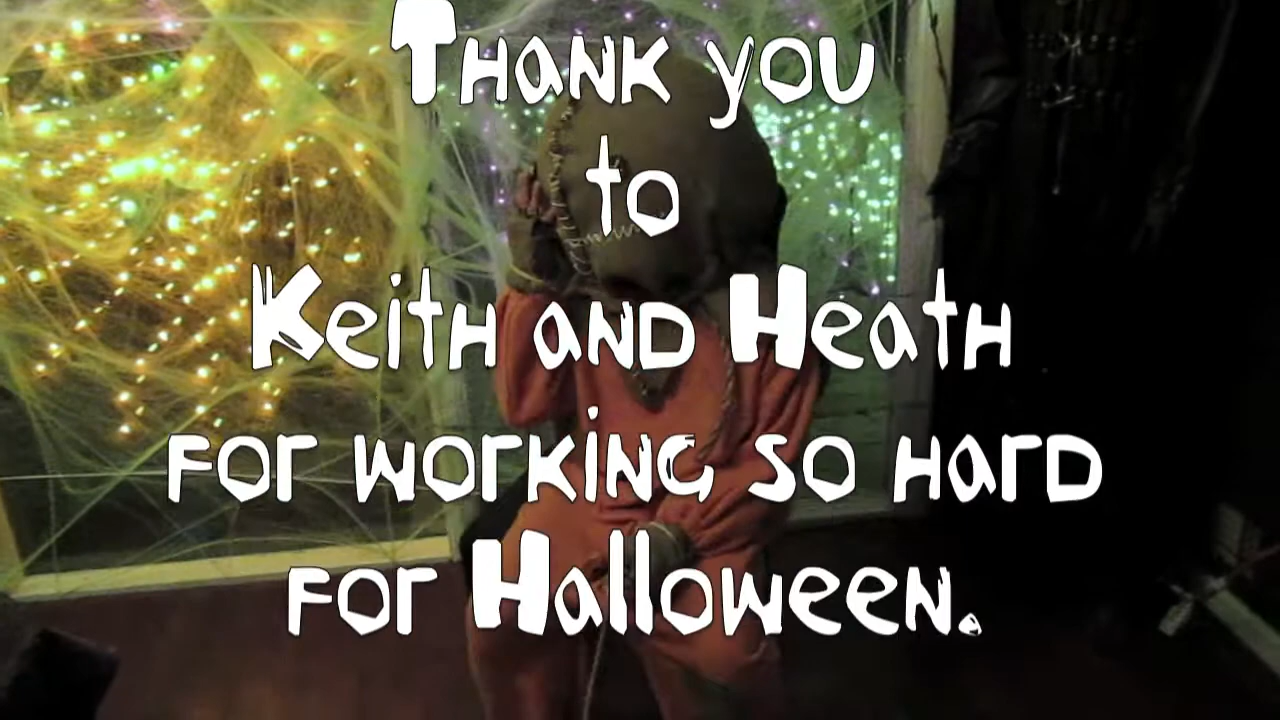 Thank you
to
Keith and Heath
for working so hard
for Halloween.